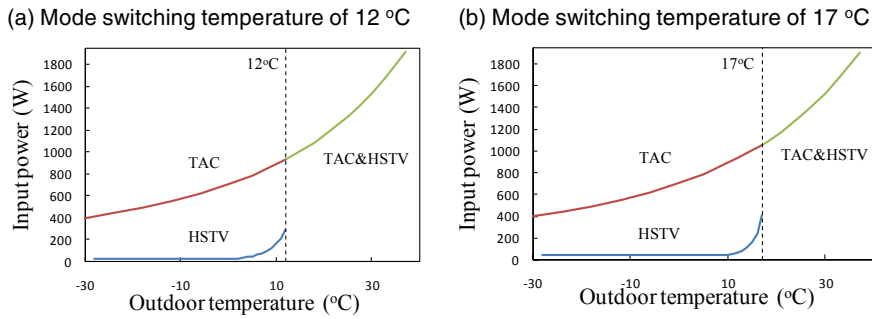 (a) Mode switching temperature of 12 °C
1800
1600
1400
1200
1000
800
600
400
200
0
Input power (W)
12°C
TAC
TAC&HSTV
HSTV
-30
-10
10
30
Outdoor temperature (°C)
(b) Mode switching temperature of 17 °C
1800
1600
1400
1200
1000
800
600
400
200
0
Input power (W)
17°C
TAC
TAC&HSTV
HSTV
-30
-10
10
30
Outdoor temperature (°C)